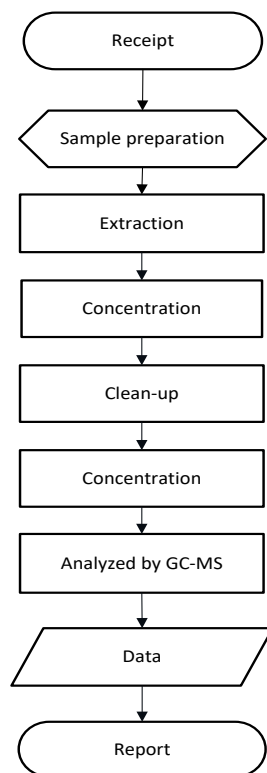 Receipt
Sample preparation
Extraction
Concentration
Clean-up
Concentration
Analyzed by GC-MS
Data
Report